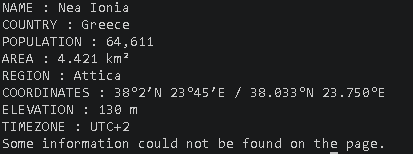 NAME : Nea Ionia
COUNTRY : Greece
POPULATION : 64,611
AREA : 4.421 km²
REGION : Attica
COORDINATES : 38°2′N 23°45′E / 38.033°N 23.750°E
ELEVATION : 130 m
TIMEZONE : UTC+2
Some information could not be found on the page.